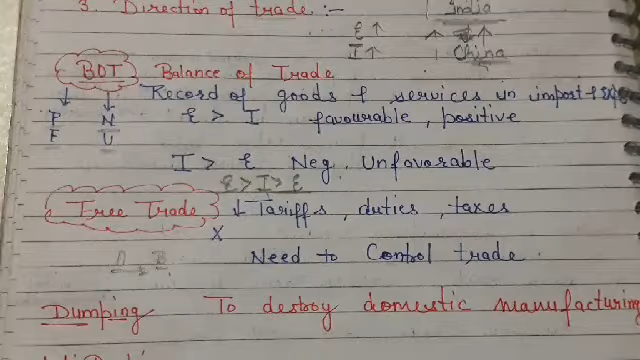 3. Direction of trade :-
India
ε ↑
I ↑
China
BOT Balance of Trade
Record of goods & services in import + Exp
P N ε > I favourable, positive
F U
I > ε Neg. Unfavorable
ε > I > ε
Free Trade, ↓ Tariffs, duties, taxes
x
Need to Control trade.
Dumping To destroy domestic manufacturing